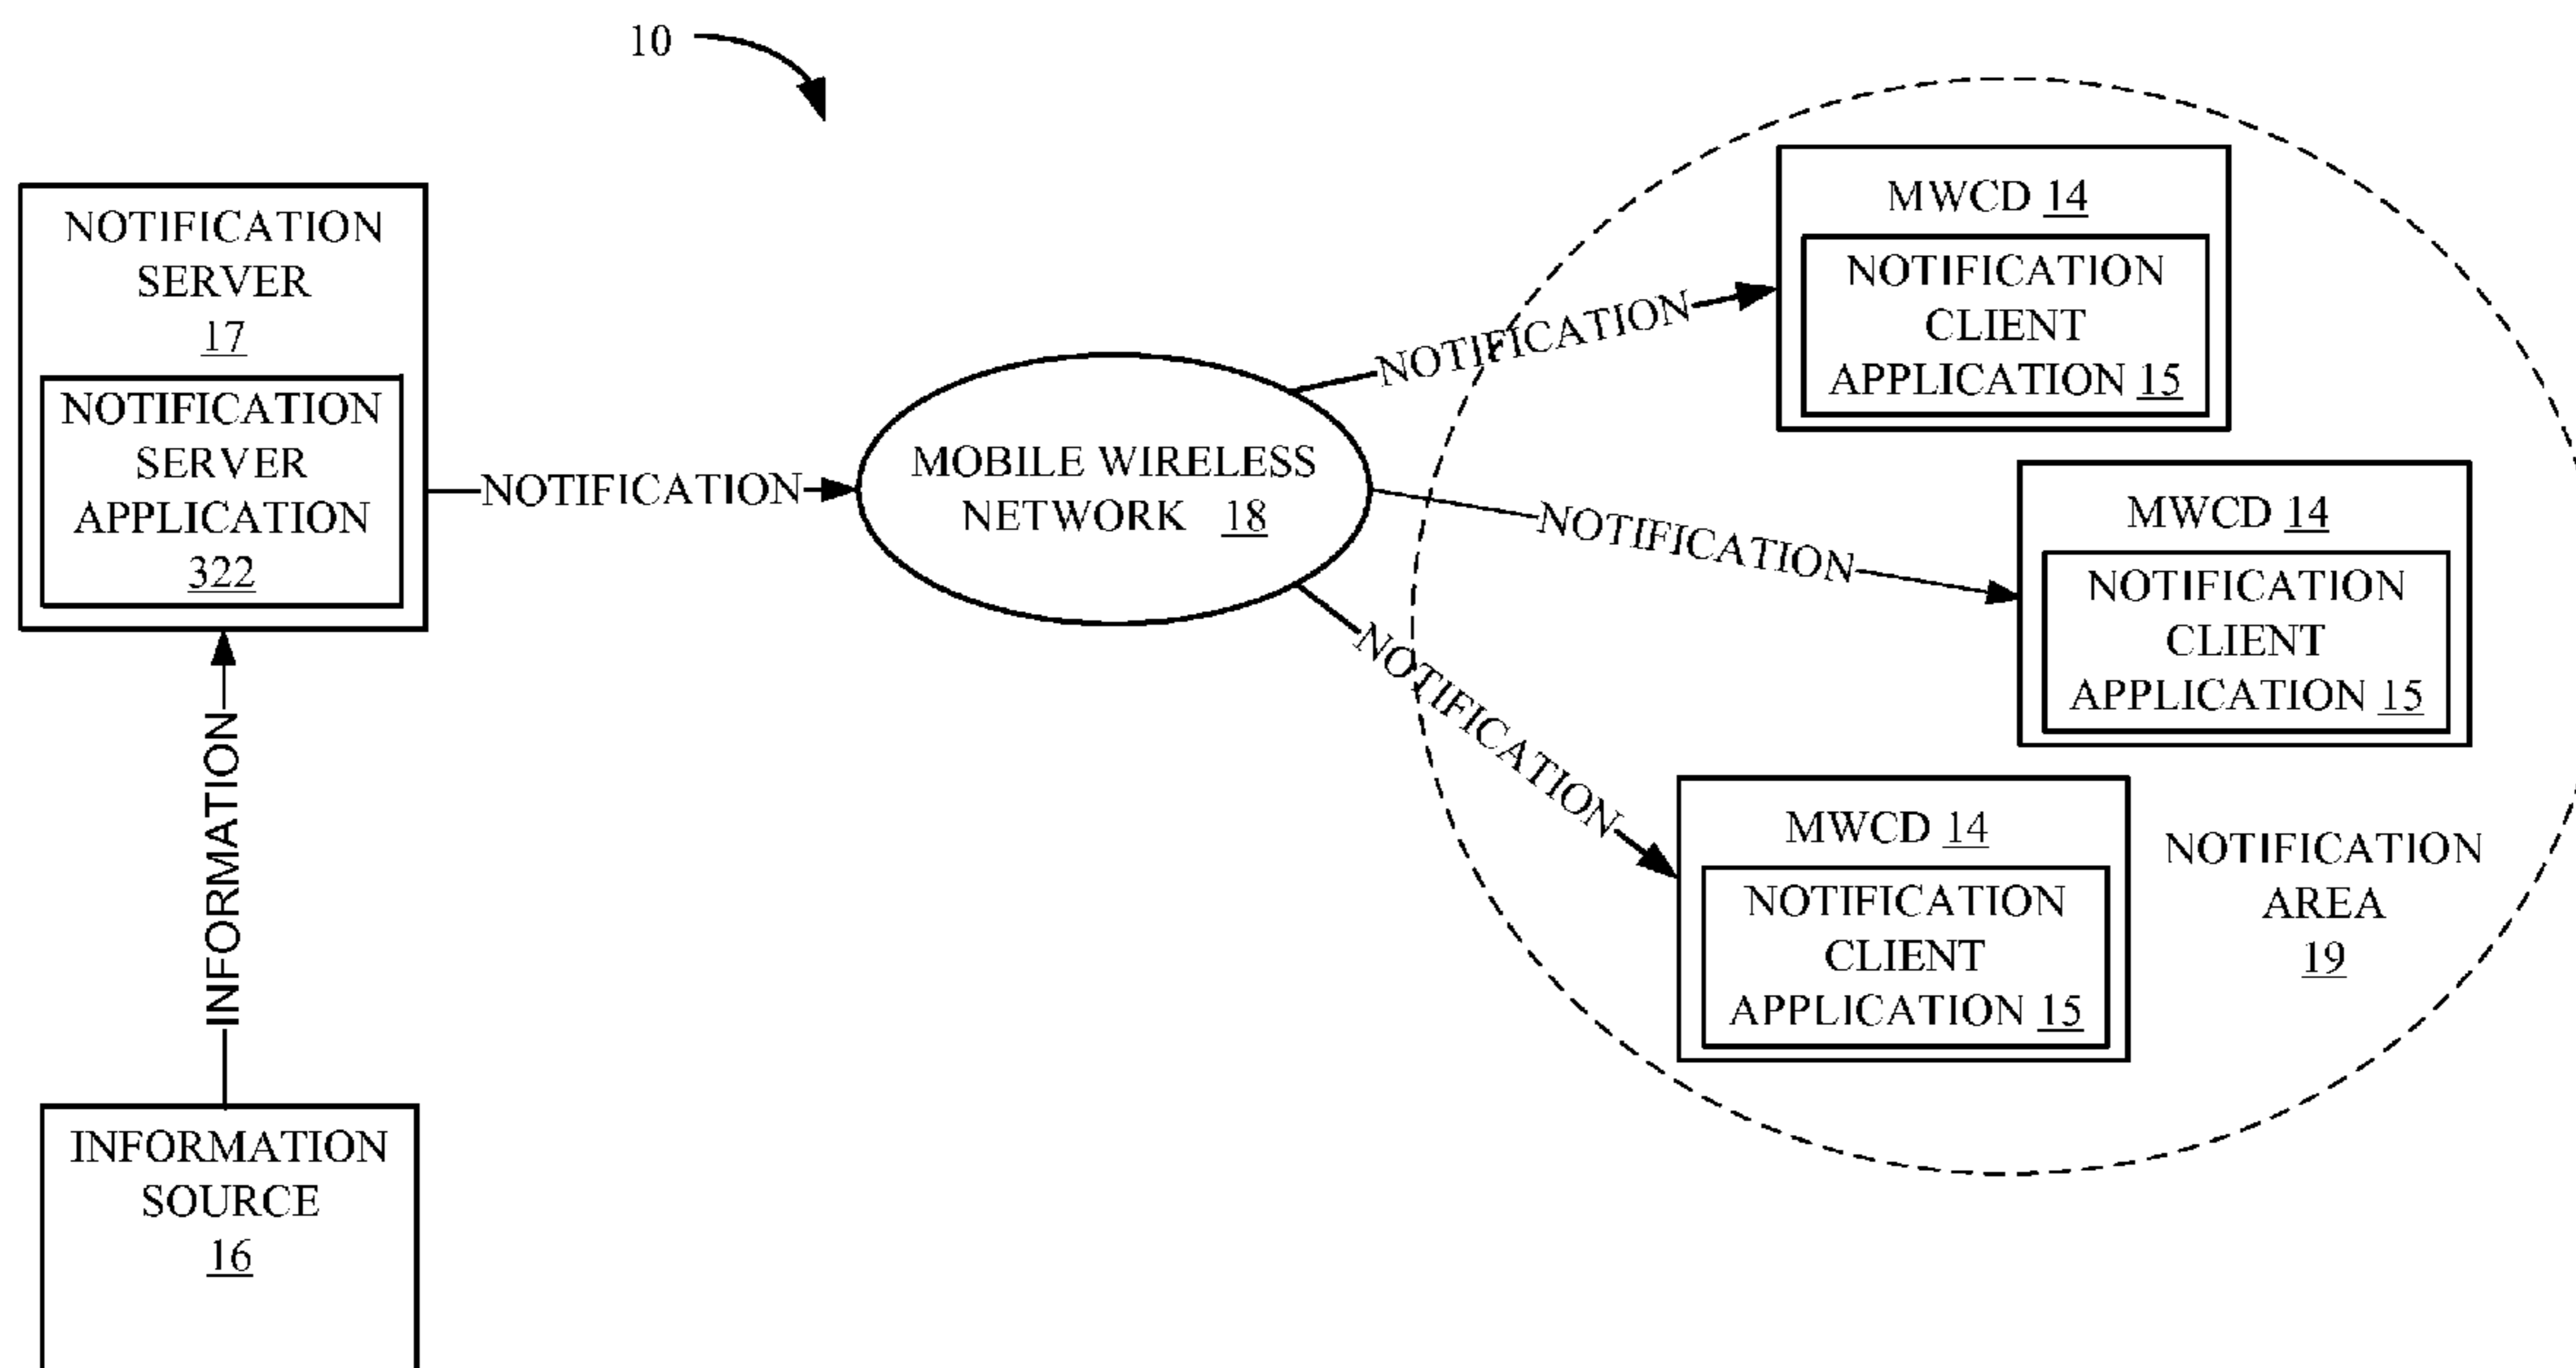 10
NOTIFICATION
SERVER
17
NOTIFICATION
SERVER
APPLICATION
322
NOTIFICATION
MOBILE WIRELESS
NETWORK 18
NOTIFICATION
NOTIFICATION
NOTIFICATION
MWCD 14
NOTIFICATION
CLIENT
APPLICATION 15
MWCD 14
NOTIFICATION
CLIENT
APPLICATION 15
MWCD 14
NOTIFICATION
CLIENT
APPLICATION 15
NOTIFICATION
AREA
19
INFORMATION
INFORMATION
SOURCE
16